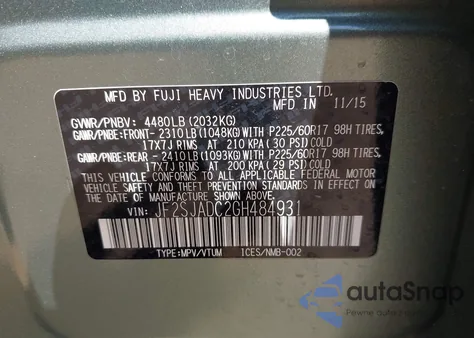 MFD BY FUJI HEAVY INDUSTRIES LTD.
GVWR/PNBV: 4480LB (2032KG) IN 11/15
GAWR/PNBE:FRONT-2310LB(1048KG)WITH P225/60R17 98H TIRES,
17X7J RIMS AT 210 KPA (30 PSI) COLD
GAWR/PNBE:REAR -2410LB(1093KG)WITH P225/60R17 98H TIRES,
17X7J RIMS AT 200 KPA (29 PSI) COLD
THIS VEHICLE CONFORMS TO ALL APPLICABLE FEDERAL MOTOR
VEHICLE SAFETY, BUMPER, AND THEFT PREVENTION STANDARDS IN EFFECT ON THE
DATE OF MANUFACTURE SHOWN ABOVE.
JF2SJADC2GH484931
TYPE:MPV/VTUM ICES/NMB-002
autoSnap
Pewne auto z